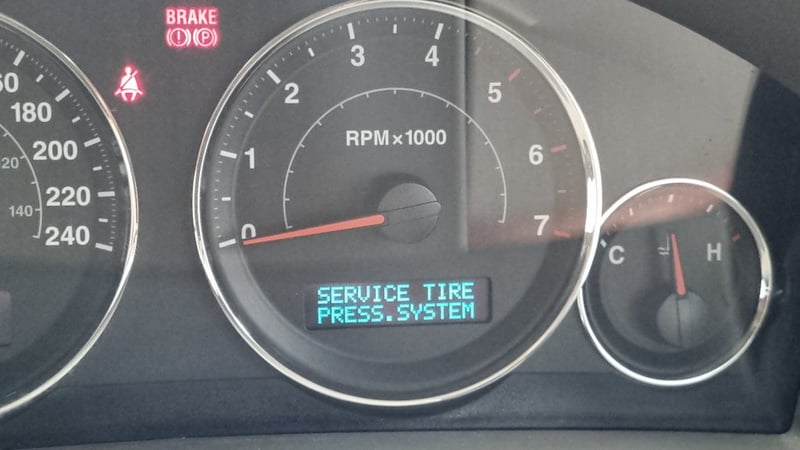 BRAKE
(!) (P)
180
200
220
240
120
140
0
1
2
3
4
5
6
7
RPM×1000
SERVICE TIRE
PRESS.SYSTEM
C
H